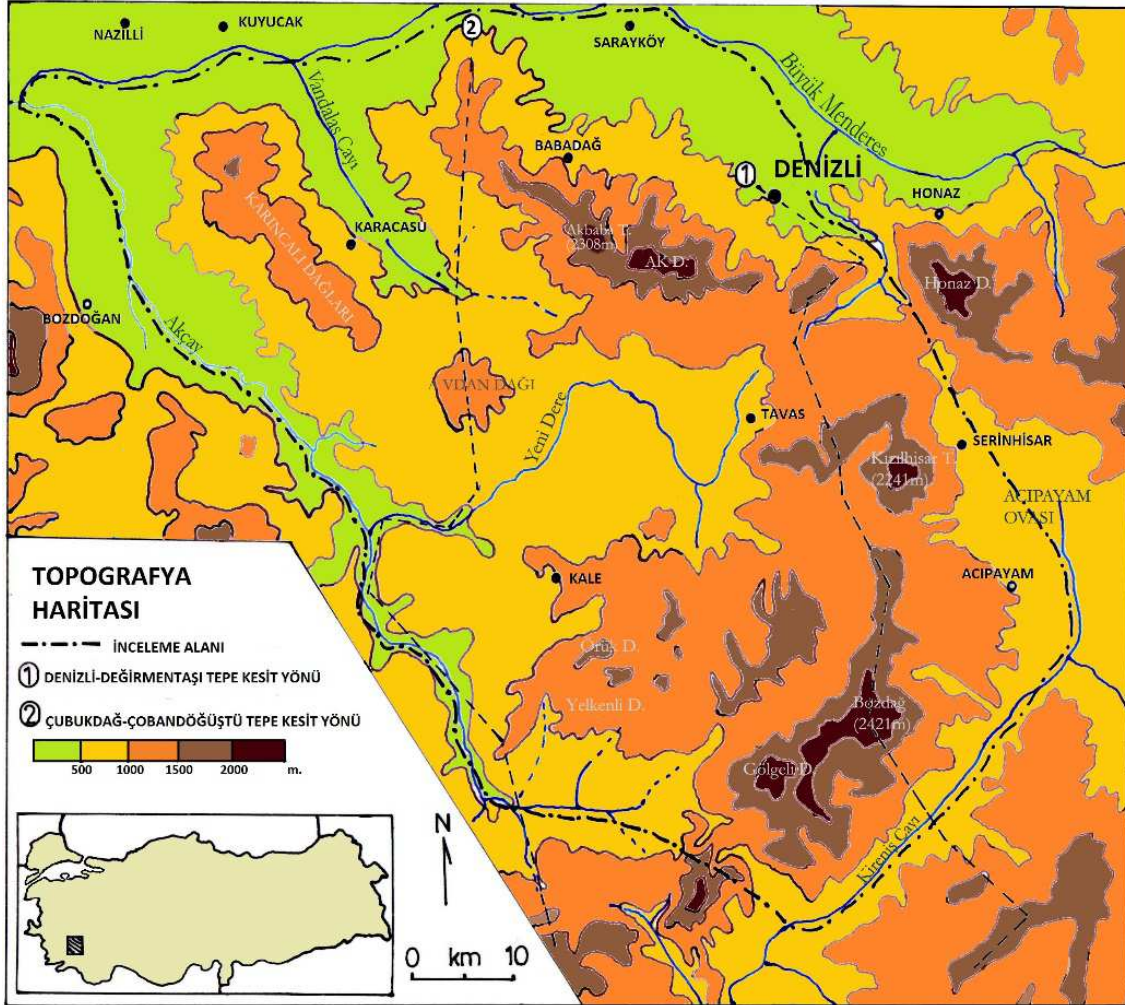 NAZİLLİ
KUYUCAK
2
SARAYKÖY
Büyük Menderes
Vandalas Çayı
BABADAĞ
1
DENİZLİ
HONAZ
KARINCALI DAĞLARI
KARACASU
Akbaba T.
(2308m)
AK D.
Honaz D.
BOZDOĞAN
Akçay
AVDAN DAĞI
Yeni Dere
TAVAS
SERİNHİSAR
Kızılhisar T.
(2241m)
ACIPAYAM
OVASI
KALE
ACIPAYAM
Oruk D.
Yelkenli D.
Bozdağ
(2421m)
Gölgeli D.
Kireniş Çayı
TOPOGRAFYA
HARİTASI
İNCELEME ALANI
1 DENİZLİ-DEĞİRMENTAŞI TEPE KESİT YÖNÜ
2 ÇUBUKDAĞ-ÇOBANDÖĞÜŞTÜ TEPE KESİT YÖNÜ
500 1000 1500 2000 m.
N
0 km 10